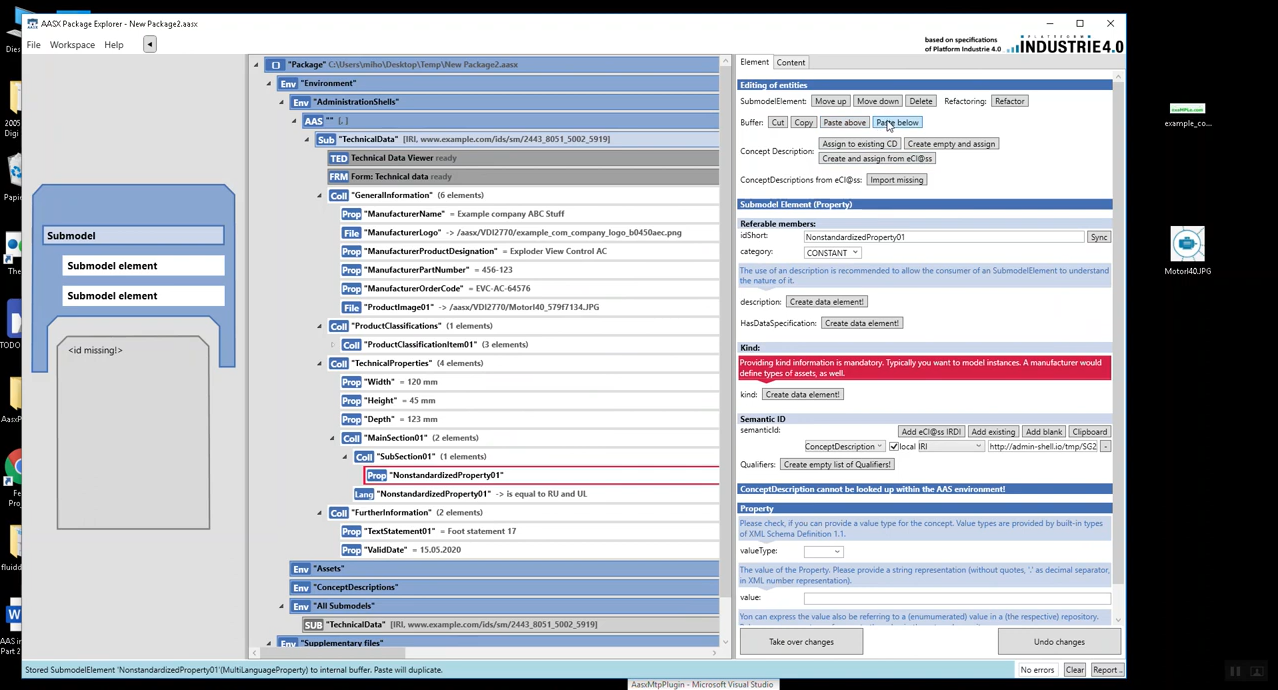 AASX Package Explorer - New Package2.aasx
File Workspace Help
based on specifications
of Platform Industrie 4.0
PLATTFORM
INDUSTRIE4.0
Submodel
Submodel element
Submodel element
<id missing!>
"Package" C:\Users\miho\Desktop\Temp\New Package2.aasx
Env "Environment"
Env "AdministrationShells"
AAS "" [, ]
Sub "TechnicalData" [IRI, www.example.com/ids/sm/2443_8051_5002_5914]
TED Technical Data Viewer ready
FRM Form: Technical data ready
Coll "GeneralInformation" (6 elements)
Prop "ManufacturerName" = Example company ABC Stuff
File "ManufacturerLogo" -> /aasx/VDI2770/example_com_company_logo_b0450aec.png
Prop "ManufacturerProductDesignation" = Exploder View Control AC
Prop "ManufacturerPartNumber" = 456-123
Prop "ManufacturerOrderCode" = EVC-AC-64576
File "ProductImage01" -> /aasx/VDI2770/MotorI40_579f7134.JPG
Coll "ProductClassifications" (1 elements)
Coll "ProductClassificationItem01" (3 elements)
Coll "TechnicalProperties" (4 elements)
Prop "Width" = 120 mm
Prop "Height" = 45 mm
Prop "Depth" = 123 mm
Coll "MainSection01" (2 elements)
Coll "SubSection01" (1 elements)
Prop "NonstandardizedProperty01"
Lang "NonstandardizedProperty01" -> is equal to RU and UL
Coll "FurtherInformation" (2 elements)
Prop "TextStatement01" = Foot statement 17
Prop "ValidDate" = 15.05.2020
Env "Assets"
Env "ConceptDescriptions"
Env "All Submodels"
SUB "TechnicalData" [IRI, www.example.com/ids/sm/2443_8051_5002_5914]
Env "Supplementary files"
Element Content
Editing of entities
SubmodelElement: Move up Move down Delete Refactoring: Refactor
Buffer: Cut Copy Paste above Paste below
Concept Description: Assign to existing CD Create empty and assign
Create and assign from eCl@ss
ConceptDescriptions from eCl@ss: Import missing
Submodel Element (Property)
Referable members:
idShort: NonstandardizedProperty01 Sync
category: CONSTANT
The use of an description is recommended to allow the consumer of an SubmodelElement to understand
the nature of it.
description: Create data element!
HasDataSpecification: Create data element!
Kind:
Providing kind information is mandatory. Typically you want to model instances. A manufacturer would
define types of assets, as well.
kind: Create data element!
Semantic ID
semanticId: Add eCl@ss IRDI Add existing Add blank Clipboard
ConceptDescription local IRI http://admin-shell.io/tmp/SG2 -
Qualifiers: Create empty list of Qualifiers!
ConceptDescription cannot be looked up within the AAS environment!
Property
Please check, if you can provide a value type for the concept. Value types are provided by built-in types
of XML Schema Definition 1.1.
valueType:
The value of the Property. Please provide a string representation (without quotes, '.' as decimal separator,
in XML number representation).
value:
You can express the value also referring to a (enumumerated) value in a (the respective) repository.
Take over changes Undo changes
Stored SubmodelElement 'NonstandardizedProperty01'(MultiLanguageProperty) to internal buffer. Paste will duplicate.
No errors Clear Report..
AasxMtpPlugin - Microsoft Visual Studio
example_co...
MotorI40.JPG